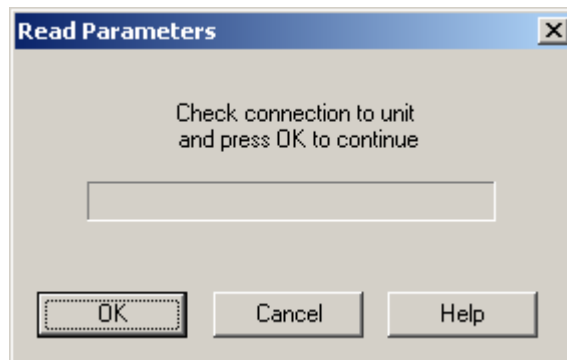 Read Parameters
Check connection to unit
and press OK to continue
OK Cancel Help